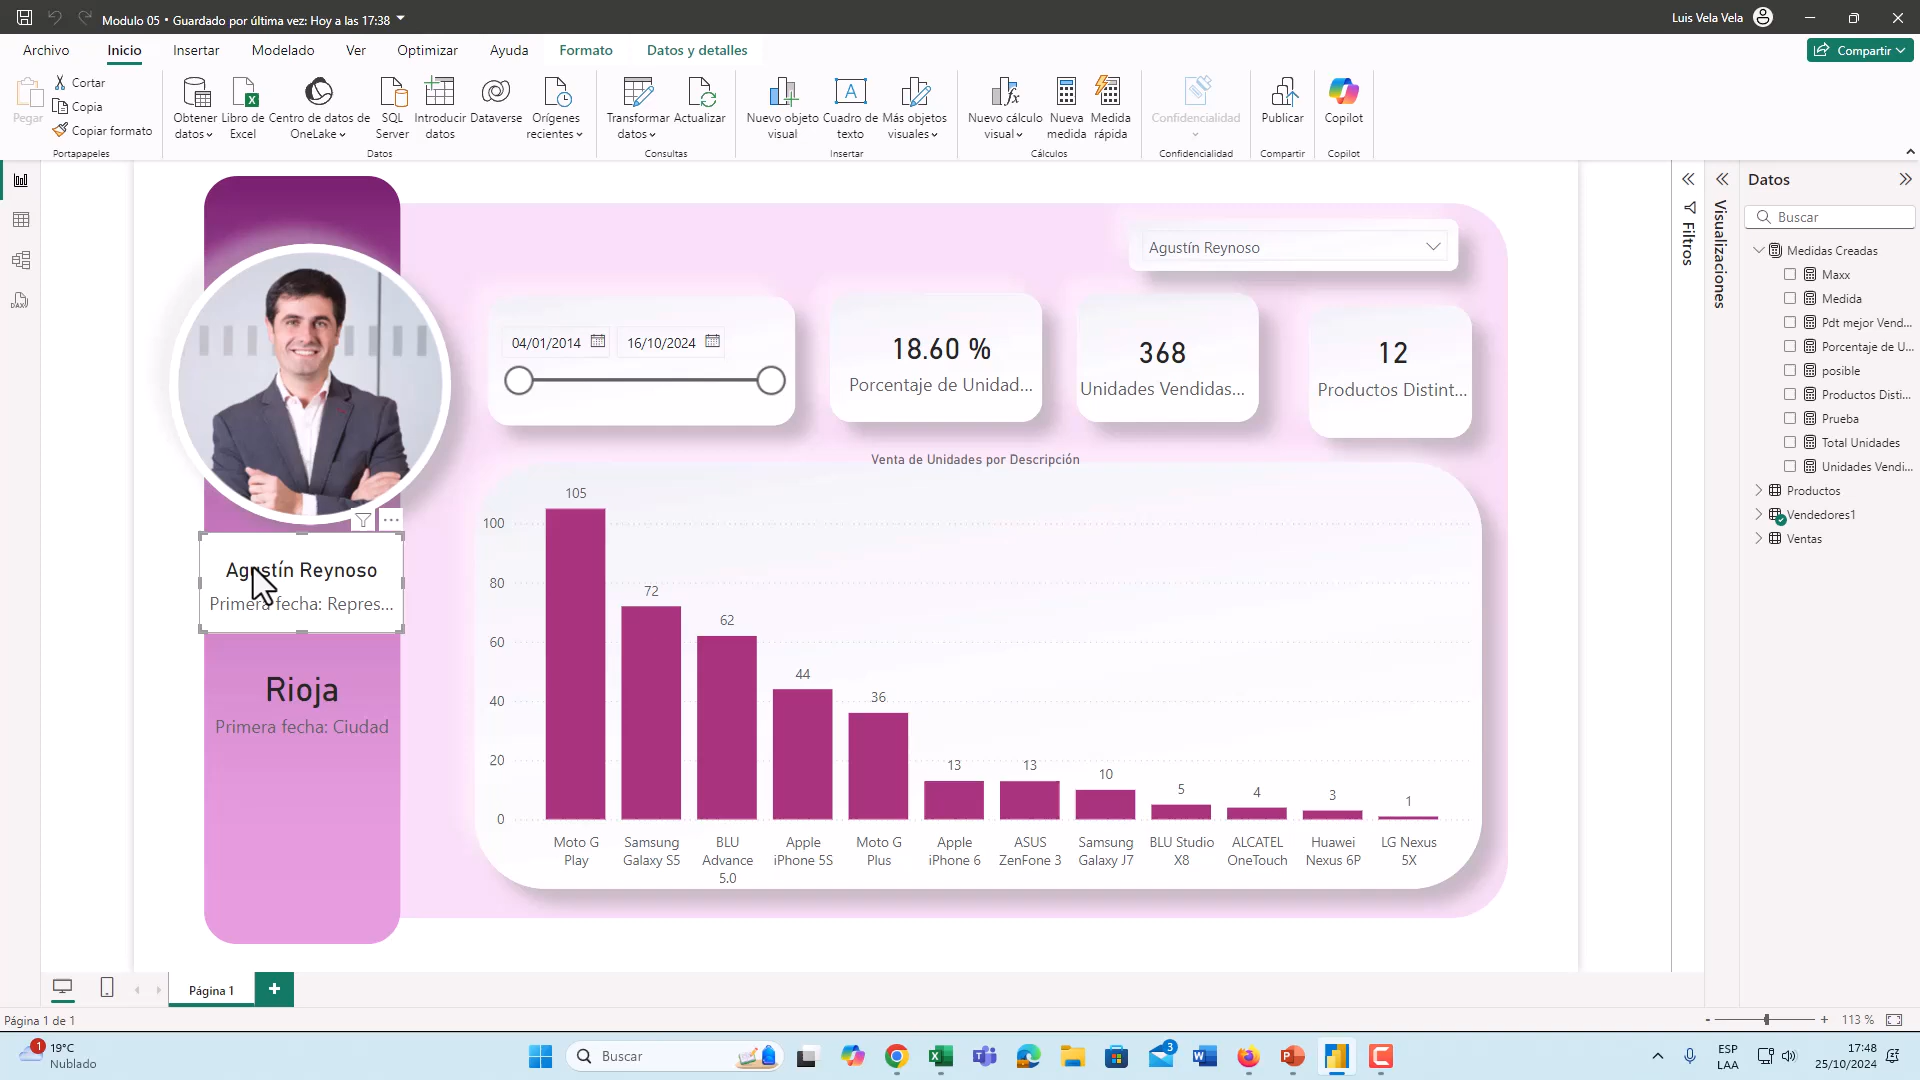 Modulo 05 • Guardado por última vez: Hoy a las 17:38
Luis Vela Vela
Archivo
Inicio
Insertar
Modelado
Ver
Optimizar
Ayuda
Formato
Datos y detalles
Compartir
Pegar
Cortar
Copia
Copiar formato
Portapapeles
Obtener datos
Libro de Excel
Centro de datos de OneLake
SQL Server
Introducir datos
Dataverse
Orígenes recientes
Datos
Transformar datos
Actualizar
Consultas
Nuevo objeto visual
Cuadro de texto
Más objetos visuales
Insertar
Nuevo cálculo visual
Nueva medida
Medida rápida
Cálculos
Confidencialidad
Confidencialidad
Publicar
Compartir
Copilot
Copilot
Agustín Reynoso
04/01/2014
16/10/2024
18.60 %
Porcentaje de Unidad...
368
Unidades Vendidas...
12
Productos Distint...
Agustín Reynoso
Primera fecha: Repres...
Rioja
Primera fecha: Ciudad
Venta de Unidades por Descripción
100
80
60
40
20
0
105
72
62
44
36
13
13
10
5
4
3
1
Moto G Play
Samsung Galaxy S5
BLU Advance 5.0
Apple iPhone 5S
Moto G Plus
Apple iPhone 6
ASUS ZenFone 3
Samsung Galaxy J7
BLU Studio X8
ALCATEL OneTouch
Huawei Nexus 6P
LG Nexus 5X
Filtros
Visualizaciones
Datos
Buscar
Medidas Creadas
Maxx
Medida
Pdt mejor Vend...
Porcentaje de U...
posible
Productos Disti...
Prueba
Total Unidades
Unidades Vendi...
Productos
Vendedores1
Ventas
Página 1
Página 1 de 1
- + 113 %
1
19°C
Nublado
Buscar
3
ESP
LAA
17:48
25/10/2024